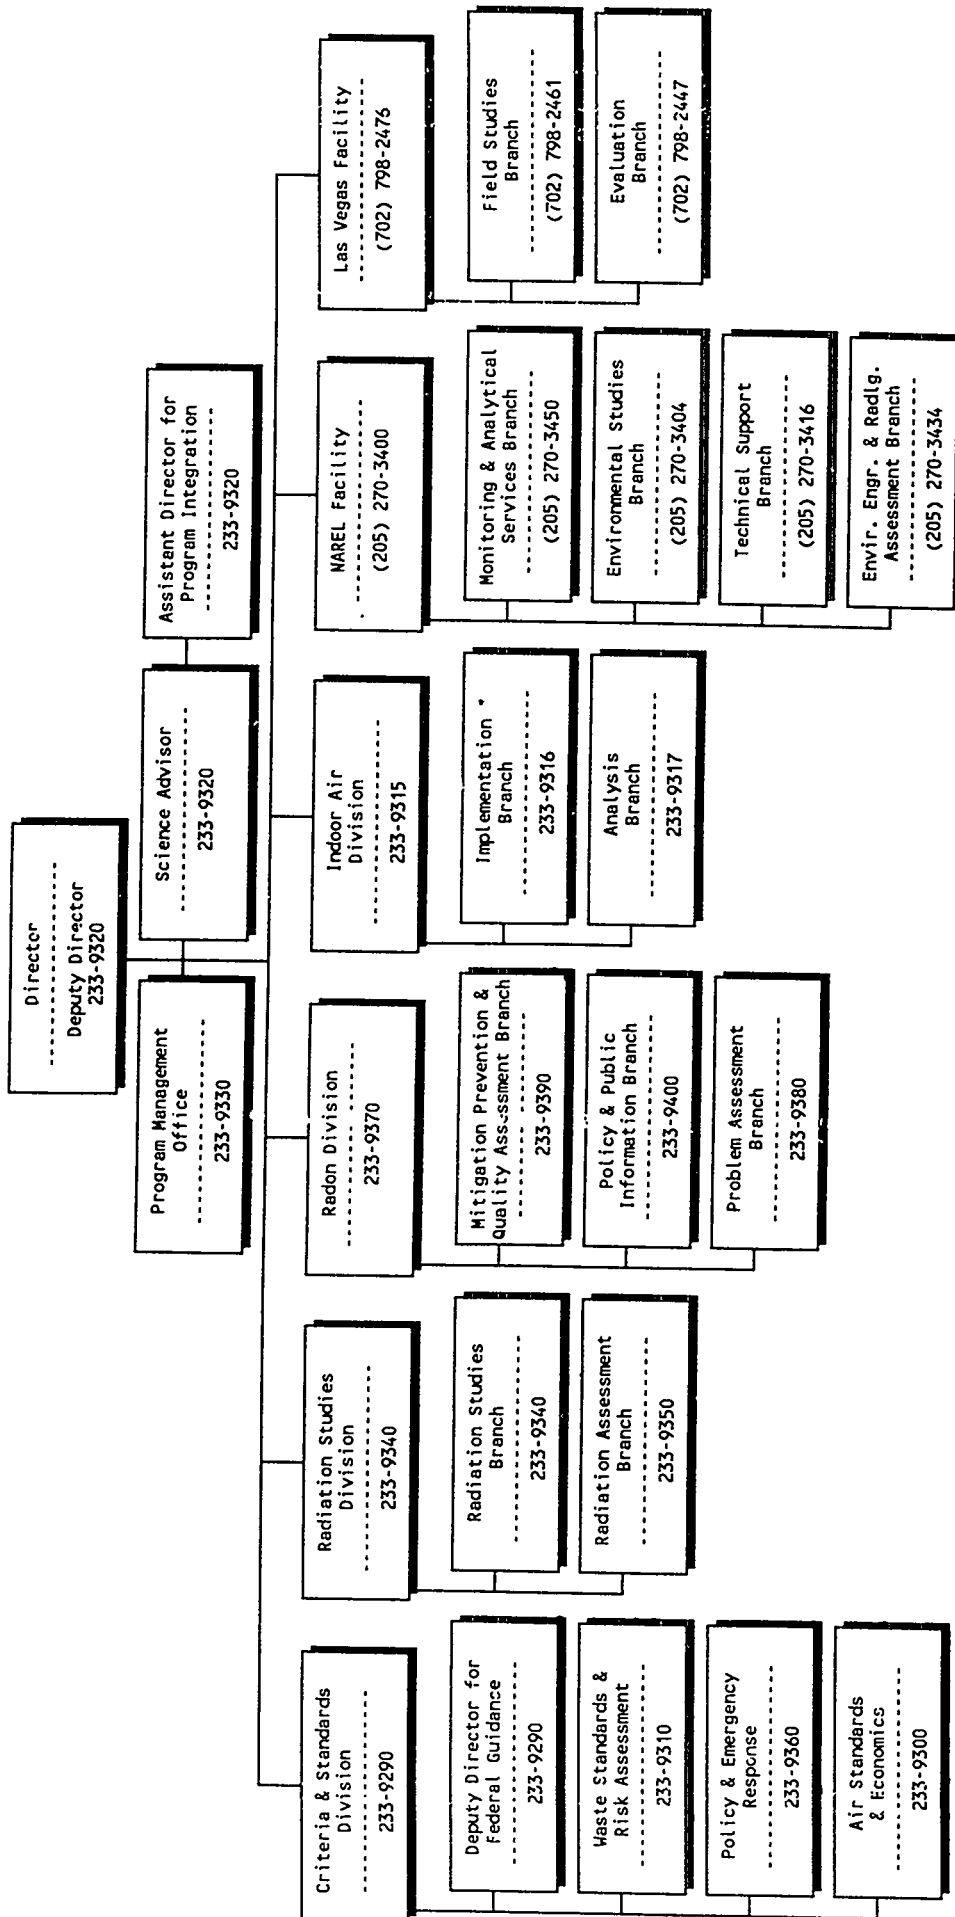 Director
Deputy Director
233-9320
Program Management
Office
233-9330
Science Advisor
233-9320
Assistant Director for
Program Integration
233-9320
Criteria & Standards
Division
233-9290
Deputy Director for
Federal Guidance
233-9290
Waste Standards &
Risk Assessment
233-9310
Policy & Emergency
Response
233-9360
Air Standards
& Economics
233-9300
Radiation Studies
Division
233-9340
Radiation Studies
Branch
233-9340
Radiation Assessment
Branch
233-9350
Radon Division
233-9370
Mitigation Prevention &
Quality Assessment Branch
233-9390
Policy & Public
Information Branch
233-9400
Problem Assessment
Branch
233-9380
Indoor Air
Division
233-9315
Implementation *
Branch
233-9316
Analysis
Branch
233-9317
NAREL Facility
(205) 270-3400
Monitoring & Analytical
Services Branch
(205) 270-3450
Environmental Studies
Branch
(205) 270-3404
Technical Support
Branch
(205) 270-3416
Envir. Engr. & Radlg.
Assessment Branch
(205) 270-3434
Las Vegas Facility
(702) 798-2476
Field Studies
Branch
(702) 798-2461
Evaluation
Branch
(702) 798-2447